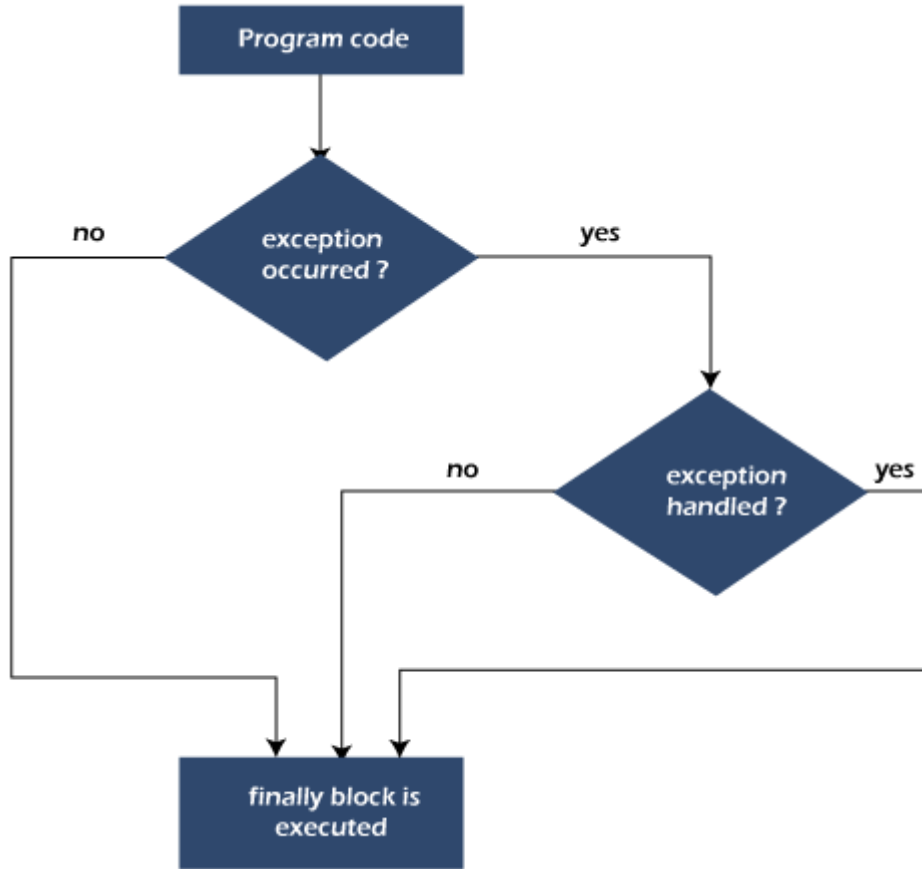 Program code
no
exception
occurred ?
yes
no
exception
handled ?
yes
finally block is
executed